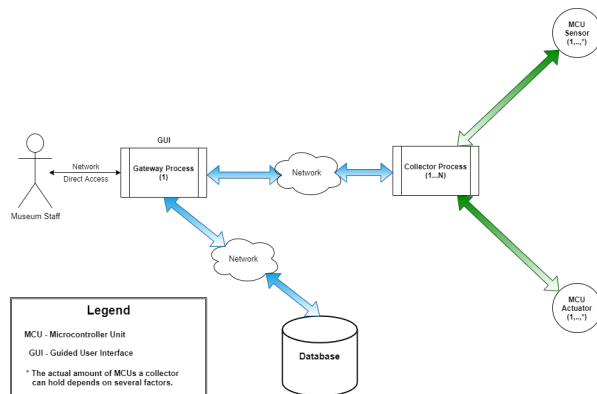 MCU
Sensor
(1,..,*)
GUI
Network
Direct Access
Gateway Process
(1)
Network
Collector Process
(1...N)
Museum Staff
Network
MCU
Actuator
(1,..,*)
Database
Legend
MCU - Microcontroller Unit
GUI - Guided User Interface
* The actual amount of MCUs a collector
can hold depends on several factors.